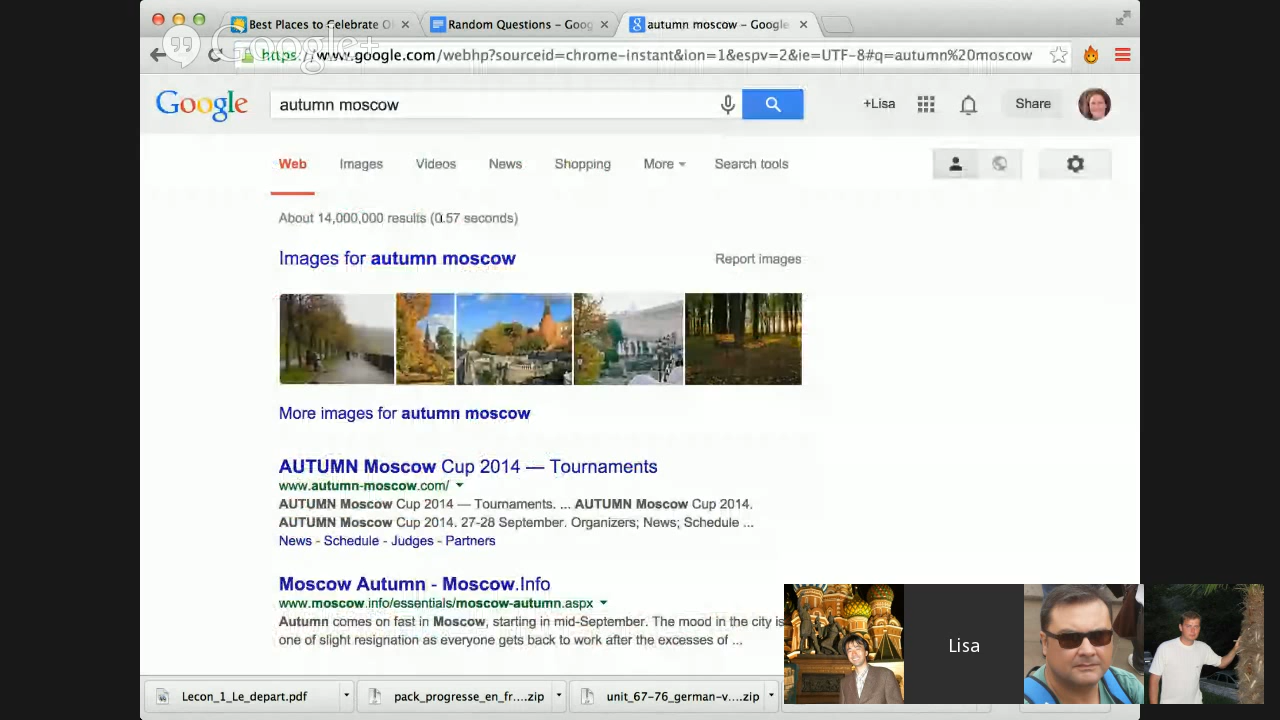 Best Places to Celebrate O
Random Questions – Goog
autumn moscow – Google
Google+
https://www.google.com/webhp?sourceid=chrome-instant&ion=1&espv=2&ie=UTF-8#q=autumn%20moscow
Google
autumn moscow
+Lisa
Share
Web
Images
Videos
News
Shopping
More
Search tools
About 14,000,000 results (0.57 seconds)
Images for autumn moscow
Report images
More images for autumn moscow
AUTUMN Moscow Cup 2014 — Tournaments
www.autumn-moscow.com/
AUTUMN Moscow Cup 2014 — Tournaments. ... AUTUMN Moscow Cup 2014.
AUTUMN Moscow Cup 2014. 27-28 September. Organizers; News; Schedule ...
News - Schedule - Judges - Partners
Moscow Autumn - Moscow.Info
www.moscow.info/essentials/moscow-autumn.aspx
Autumn comes on fast in Moscow, starting in mid-September. The mood in the city is
one of slight resignation as everyone gets back to work after the excesses of ...
Lisa
Lecon_1_Le_depart.pdf
pack_progresse_en_fr....zip
unit_67-76_german-v....zip